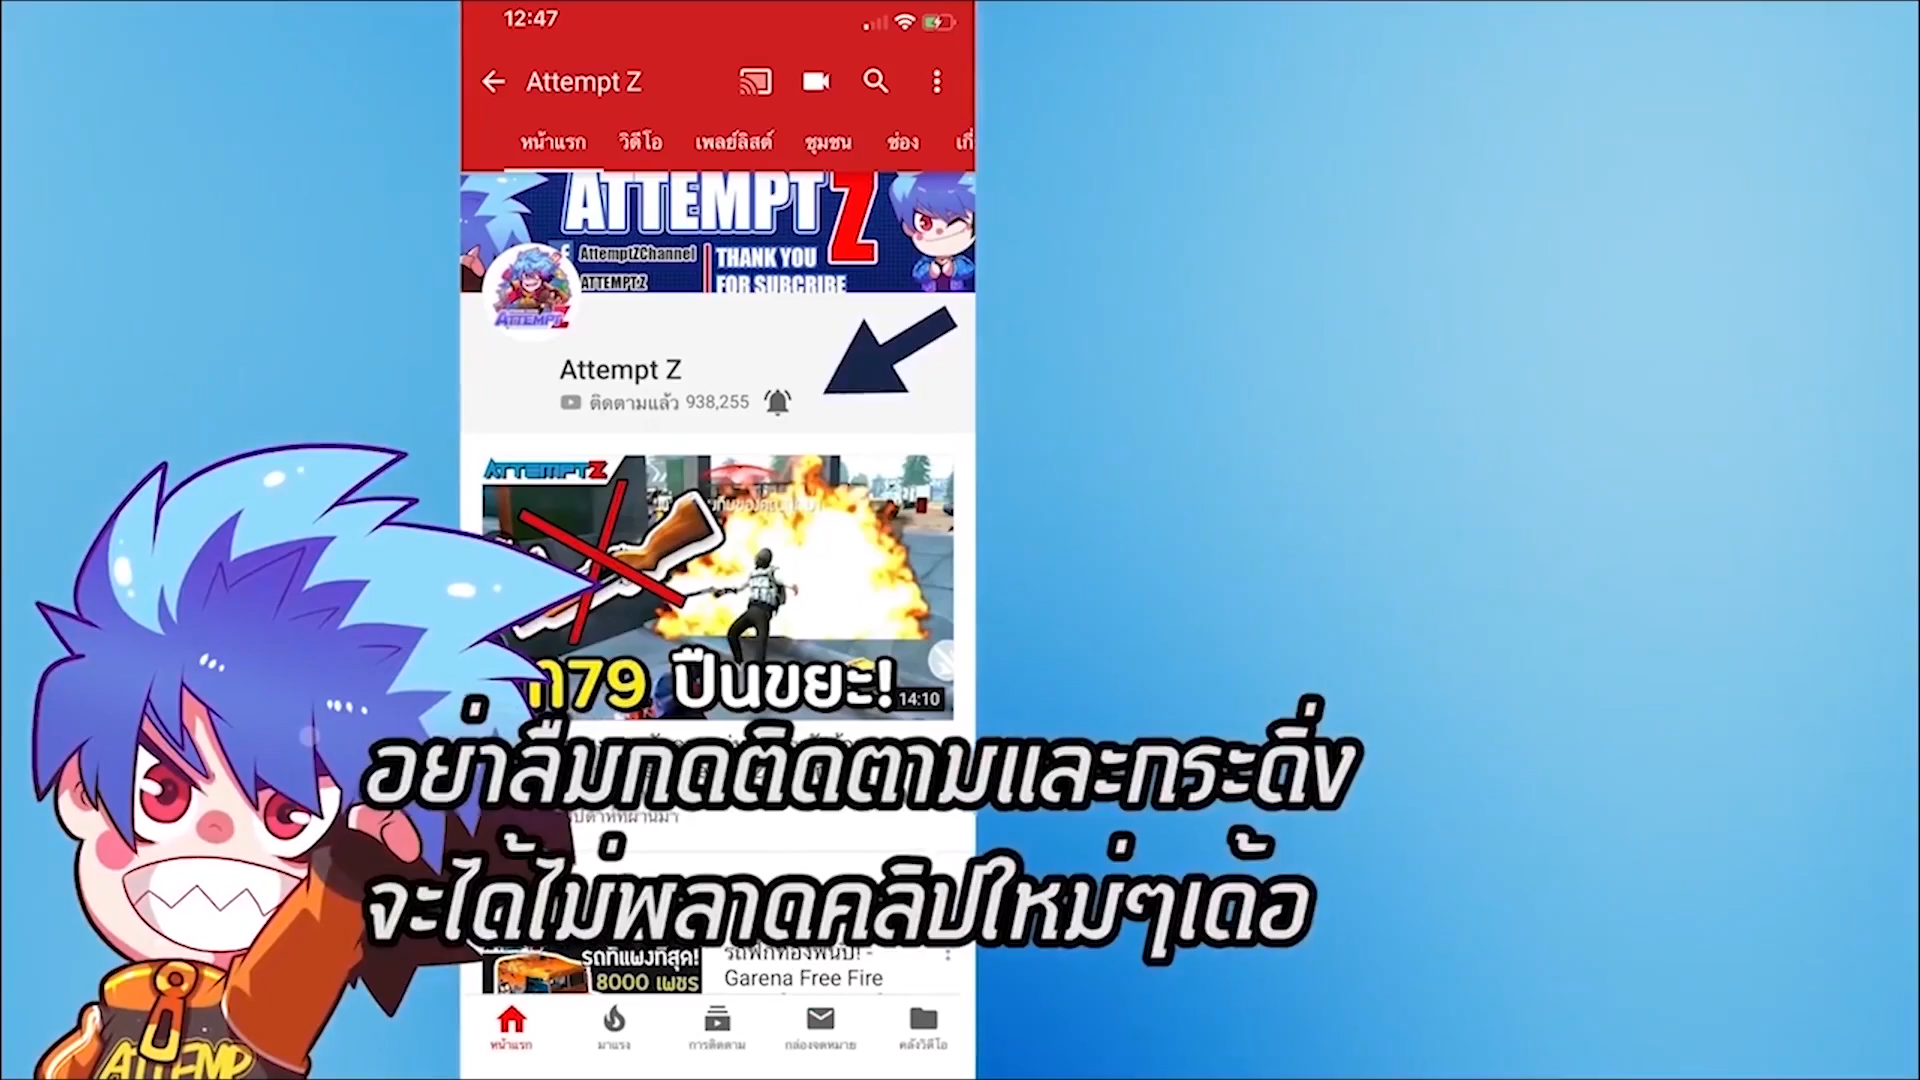 12:47
Attempt Z
หน้าแรก วิดีโอ เพลย์ลิสต์ ชุมชน ช่อง
ATTEMPT Z
AttemptZChannel
ATTEMPTZ
THANK YOU
FOR SUBCRIBE
ATTEMPTZ
Attempt Z
ติดตามแล้ว 938,255
ATTEMPTZ
ปืนขยะ!
14:10
อย่าลืมกดติดตามและกระดิ่ง
จะได้ไม่พลาดคลิปใหม่ๆเด้อ
รถที่แพงที่สุด!
8000 เพชร
Garena Free Fire
หน้าแรก มาแรง การติดตาม กล่องจดหมาย คลังวิดีโอ